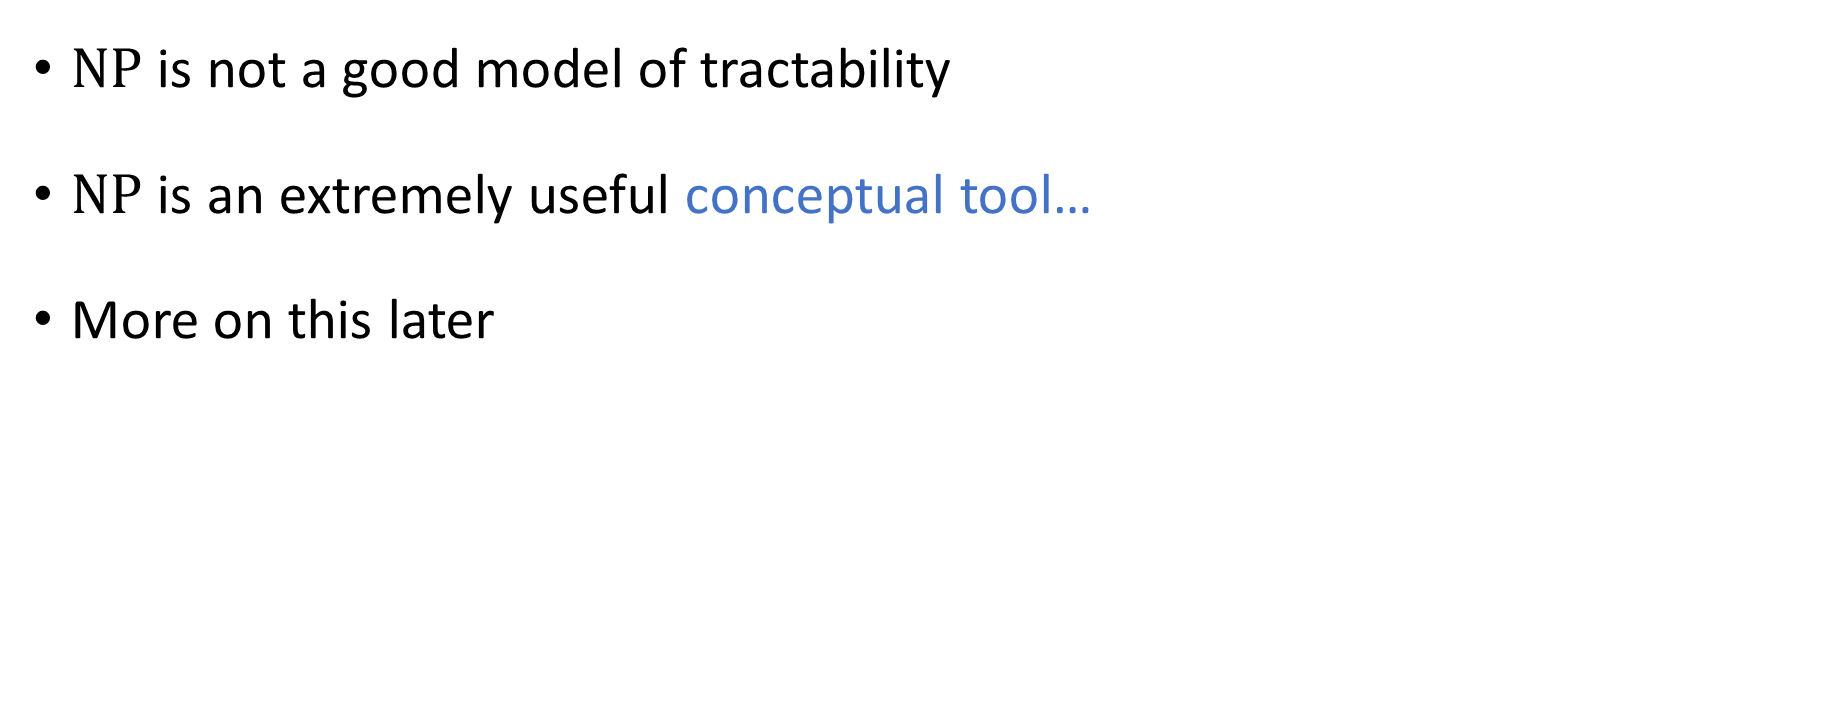 • NP is not a good model of tractability
• NP is an extremely useful conceptual tool…
• More on this later